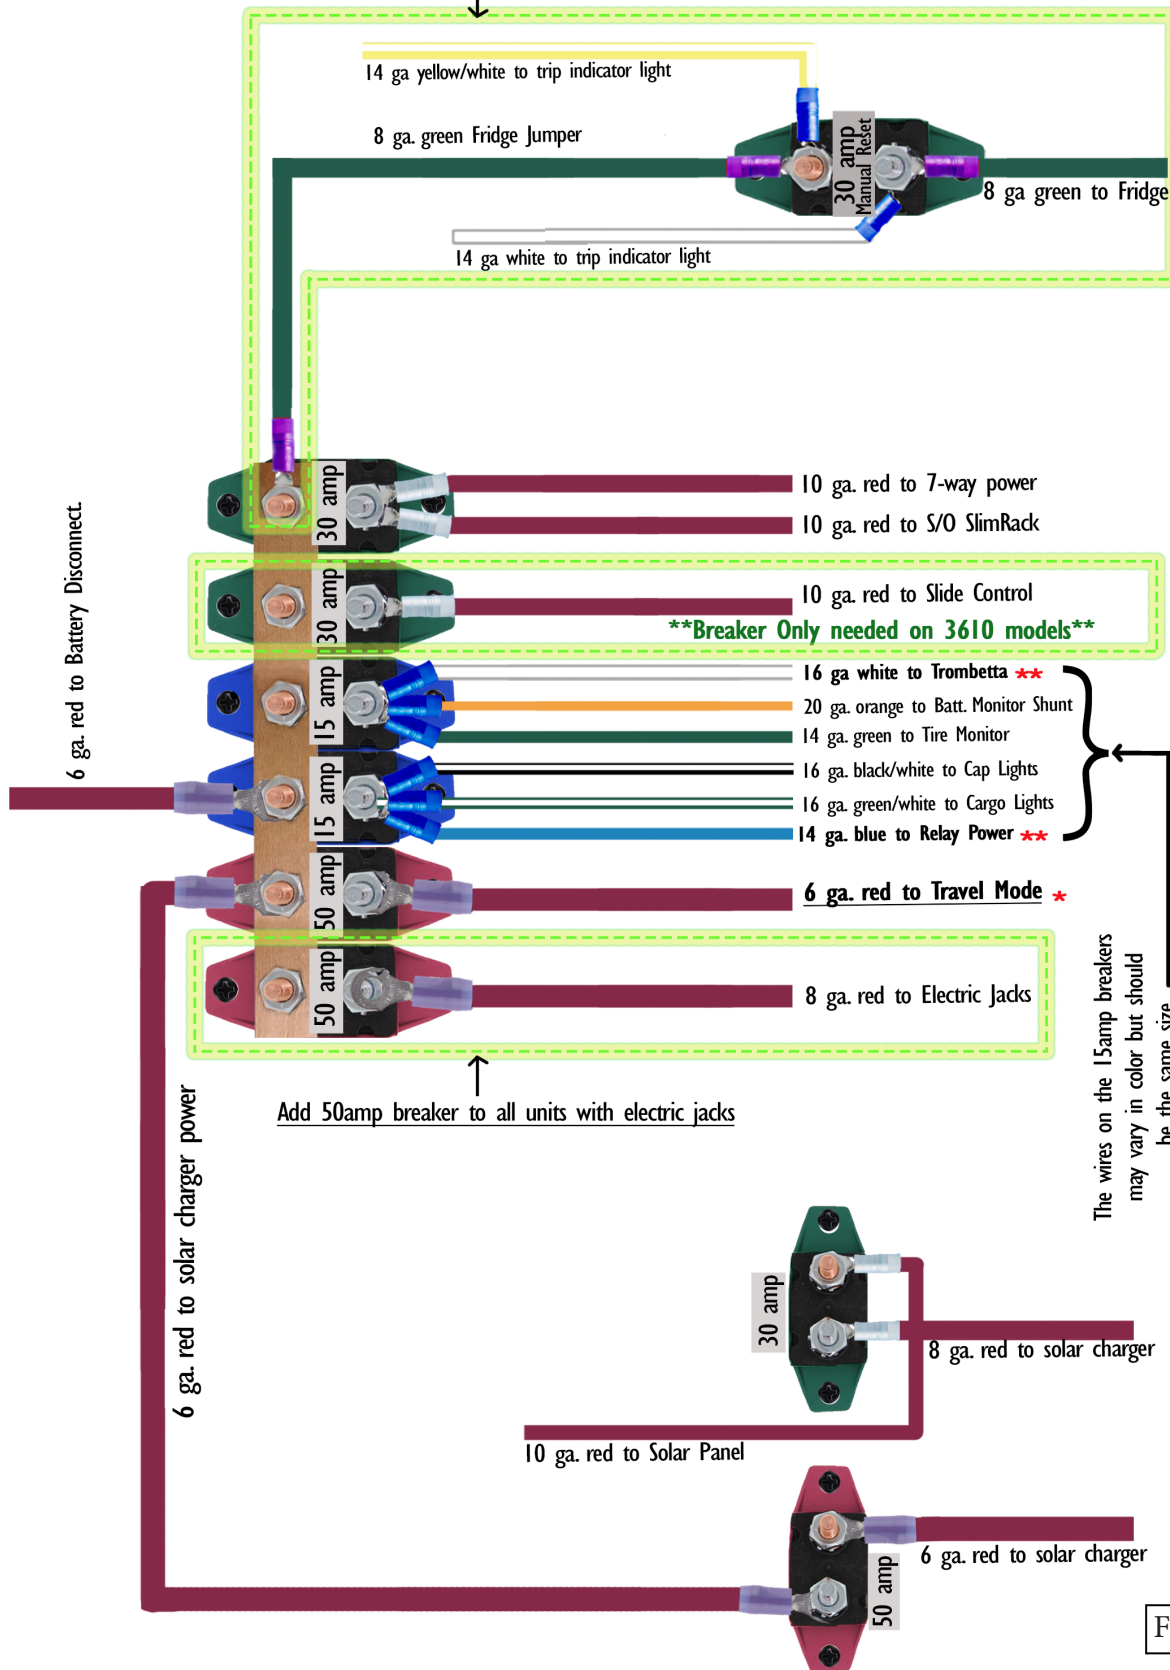 14 ga yellow/white to trip indicator light
8 ga. green Fridge Jumper
30 amp
Manual Reset
8 ga green to Fridge
14 ga white to trip indicator light
6 ga. red to Battery Disconnect.
30 amp
10 ga. red to 7-way power
10 ga. red to S/O SlimRack
30 amp
10 ga. red to Slide Control
**Breaker Only needed on 3610 models**
15 amp
16 ga white to Trombetta **
20 ga. orange to Batt. Monitor Shunt
14 ga. green to Tire Monitor
15 amp
16 ga. black/white to Cap Lights
16 ga. green/white to Cargo Lights
14 ga. blue to Relay Power **
50 amp
6 ga. red to Travel Mode *
50 amp
8 ga. red to Electric Jacks
The wires on the 15amp breakers
may vary in color but should
be the same size
Add 50amp breaker to all units with electric jacks
6 ga. red to solar charger power
30 amp
8 ga. red to solar charger
10 ga. red to Solar Panel
6 ga. red to solar charger
50 amp
F